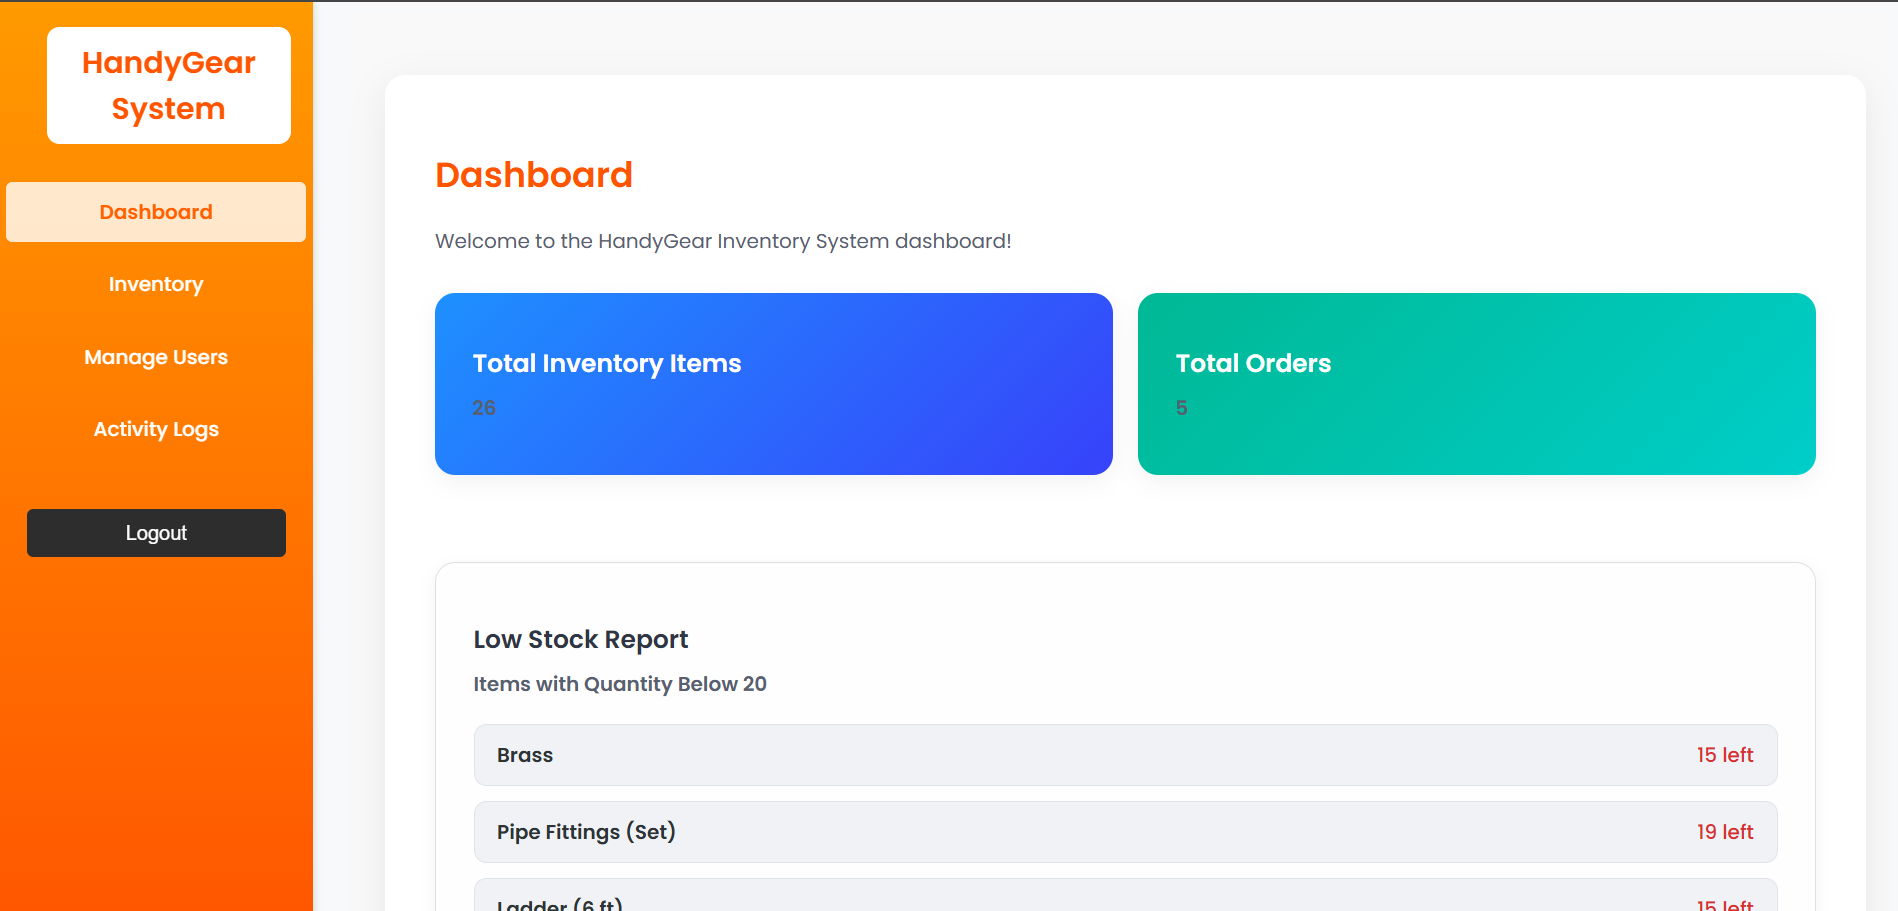 HandyGear
System
Dashboard
Inventory
Manage Users
Activity Logs
Logout
Dashboard
Welcome to the HandyGear Inventory System dashboard!
Total Inventory Items
26
Total Orders
5
Low Stock Report
Items with Quantity Below 20
Brass
15 left
Pipe Fittings (Set)
19 left
Ladder (6 ft)
15 left